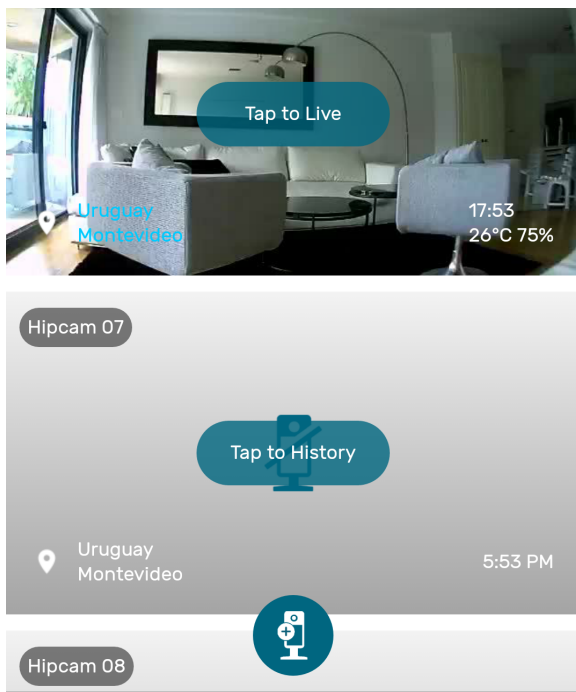 Tap to Live
Uruguay
Montevideo
17:53
26°C 75%
Hipcam 07
Tap to History
Uruguay
Montevideo
5:53 PM
Hipcam 08